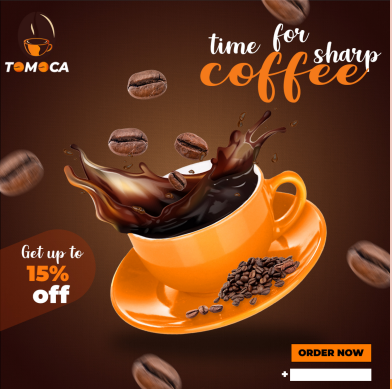 TOMOCA
time for sharp
coffee
Get up to
15%
off
ORDER NOW
+